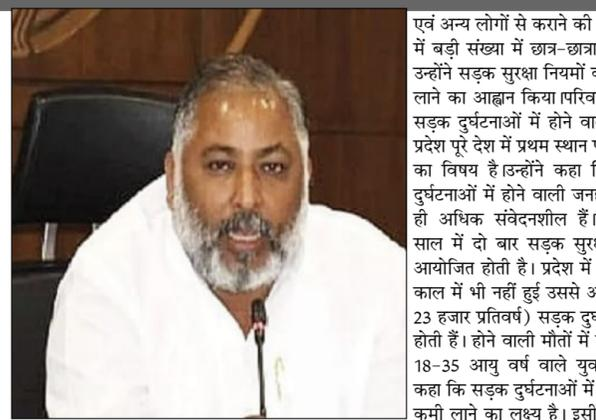 एवं अन्य लोगों से कराने की
में बड़ी संख्या में छात्र-छात्रा
उन्होंने सड़क सुरक्षा नियमों
लाने का आह्वान किया।परिव
सड़क दुर्घटनाओं में होने वा
प्रदेश पूरे देश में प्रथम स्थान प
का विषय है।उन्होंने कहा
दुर्घटनाओं में होने वाली जन
ही अधिक संवेदनशील हैं।
साल में दो बार सड़क सुर
आयोजित होती है। प्रदेश में
काल में भी नहीं हुई उससे अ
23 हजार प्रतिवर्ष) सड़क दु
होती हैं। होने वाली मौतों में
18-35 आयु वर्ष वाले युव
कहा कि सड़क दुर्घटनाओं में
कमी लाने का लक्ष्य है। इसी